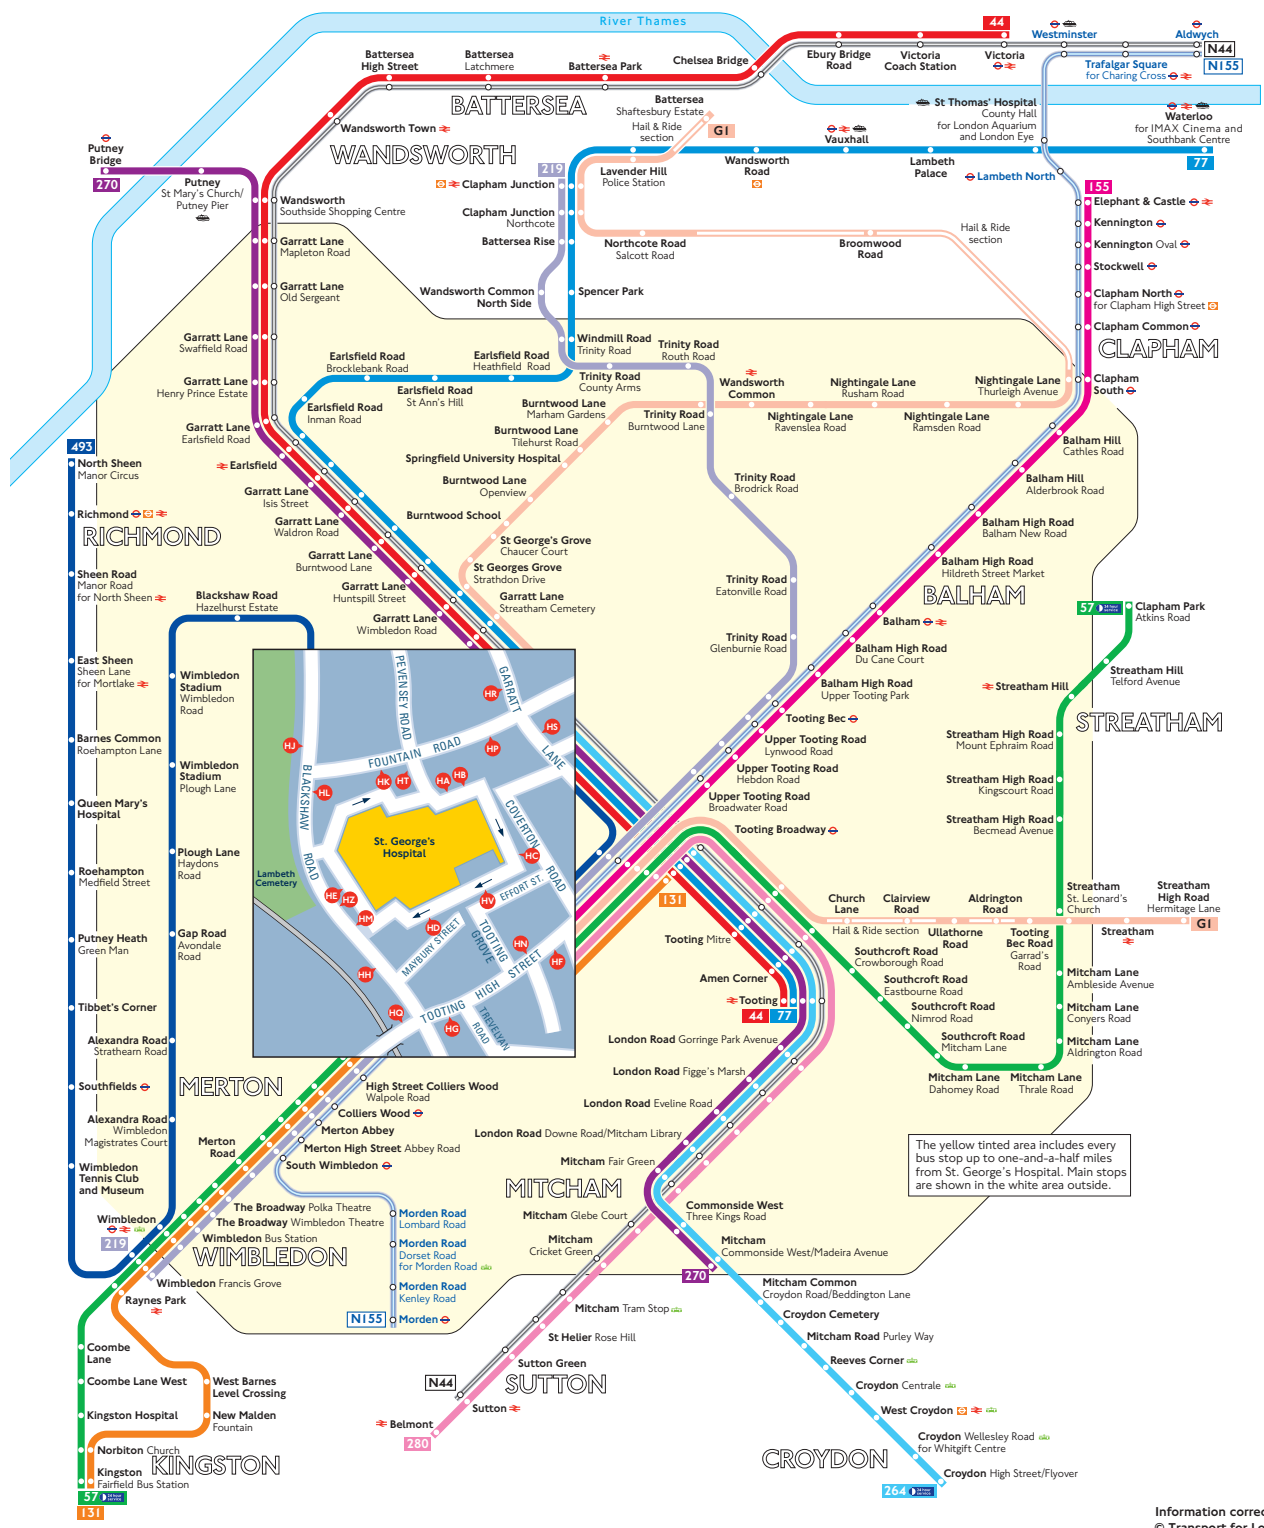 River Thames
44
Westminster
Aldwych
N44
N155
Ebury Bridge
Road
Victoria
Coach Station
Victoria
Trafalgar Square
for Charing Cross
Battersea
High Street
Battersea
Latchmere
Battersea Park
Chelsea Bridge
BATTERSEA
Wandsworth Town
WANDSWORTH
Battersea
Shaftesbury Estate
Hail & Ride
section
G1
St Thomas' Hospital
County Hall
for London Aquarium
and London Eye
Waterloo
for IMAX Cinema and
Southbank Centre
77
Putney
Bridge
270
Putney
St Mary's Church/
Putney Pier
219
Clapham Junction
Clapham Junction
Northcote
Battersea Rise
Lavender Hill
Police Station
Wandsworth
Road
Vauxhall
Lambeth
Palace
Lambeth North
155
Elephant & Castle
Kennington
Kennington Oval
Stockwell
Clapham North
for Clapham High Street
Clapham Common
CLAPHAM
Clapham
South
Wandsworth
Southside Shopping Centre
Garratt Lane
Mapleton Road
Garratt Lane
Old Sergeant
Garratt Lane
Swaffield Road
Garratt Lane
Henry Prince Estate
Garratt Lane
Earlsfield Road
Northcote Road
Salcott Road
Broomwood
Road
Hail & Ride
section
Wandsworth Common
North Side
Spencer Park
Windmill Road
Trinity Road
Trinity Road
Routh Road
Trinity Road
County Arms
Earlsfield Road
Brocklebank Road
Earlsfield Road
Heathfield Road
Earlsfield Road
St Ann's Hill
Earlsfield Road
Inman Road
Wandsworth
Common
Nightingale Lane
Rusham Road
Nightingale Lane
Thurleigh Avenue
Nightingale Lane
Ravenslea Road
Nightingale Lane
Ramsden Road
Burntwood Lane
Marham Gardens
Trinity Road
Burntwood Lane
Burntwood Lane
Tilehurst Road
Springfield University Hospital
Burntwood Lane
Openview
Burntwood School
St George's Grove
Chaucer Court
St Georges Grove
Strathdon Drive
Garratt Lane
Streatham Cemetery
Earlsfield
Garratt Lane
Isis Street
Garratt Lane
Waldron Road
Garratt Lane
Burntwood Lane
Garratt Lane
Huntspill Street
Garratt Lane
Wimbledon Road
Trinity Road
Brodrick Road
Trinity Road
Eatonville Road
Trinity Road
Glenburnie Road
Balham Hill
Cathles Road
Balham Hill
Alderbrook Road
Balham High Road
Balham New Road
Balham High Road
Hildreth Street Market
BALHAM
Balham
Balham High Road
Du Cane Court
Balham High Road
Upper Tooting Park
Tooting Bec
Upper Tooting Road
Lynwood Road
Upper Tooting Road
Hebdon Road
Upper Tooting Road
Broadwater Road
Tooting Broadway
493
North Sheen
Manor Circus
Richmond
RICHMOND
Sheen Road
Manor Road
for North Sheen
East Sheen
Sheen Lane
for Mortlake
Barnes Common
Roehampton Lane
Queen Mary's
Hospital
Roehampton
Medfield Street
Putney Heath
Green Man
Tibbet's Corner
Southfields
Wimbledon
Tennis Club
and Museum
Blackshaw Road
Hazelhurst Estate
Wimbledon
Stadium
Wimbledon
Road
Wimbledon
Stadium
Plough Lane
Plough Lane
Haydons
Road
Gap Road
Avondale
Road
Alexandra Road
Strathearn Road
MERTON
Alexandra Road
Wimbledon
Magistrates Court
Wimbledon
219
GARRATT
LANE
PEVENSEY ROAD
FOUNTAIN ROAD
BLACKSHAW
ROAD
COVERTON
ROAD
EFFORT ST.
MAYBURY STREET
TOOTING
GROVE
TOOTING HIGH STREET
TREVELYAN
ROAD
St. George's
Hospital
Lambeth
Cemetery
HR
HS
HJ
HP
HK
HT
HA
HB
HL
HC
HE
HZ
HM
HV
HD
HN
HF
HH
HQ
HG
57
24 hour
service
Clapham Park
Atkins Road
Streatham Hill
Telford Avenue
Streatham Hill
STREATHAM
Streatham High Road
Mount Ephraim Road
Streatham High Road
Kingscourt Road
Streatham High Road
Becmead Avenue
Streatham
St. Leonard's
Church
Streatham
High Road
Hermitage Lane
G1
Streatham
Church
Lane
Clairview
Road
Aldrington
Road
Hail & Ride section
Ullathorne
Road
Tooting
Bec Road
Garrad's
Road
131
Tooting Mitre
Amen Corner
Tooting
44
77
Southcroft Road
Crowborough Road
Southcroft Road
Eastbourne Road
Southcroft Road
Nimrod Road
Southcroft Road
Mitcham Lane
Mitcham Lane
Dahomey Road
Mitcham Lane
Thrale Road
Mitcham Lane
Ambleside Avenue
Mitcham Lane
Conyers Road
Mitcham Lane
Aldrington Road
London Road Gorringe Park Avenue
London Road Figge's Marsh
London Road Eveline Road
London Road Downe Road/Mitcham Library
Mitcham Fair Green
MITCHAM
Mitcham Glebe Court
Mitcham
Cricket Green
The yellow tinted area includes every
bus stop up to one-and-a-half miles
from St. George's Hospital. Main stops
are shown in the white area outside.
High Street Colliers Wood
Walpole Road
Colliers Wood
Merton Abbey
Merton High Street Abbey Road
South Wimbledon
Merton
Road
The Broadway Polka Theatre
The Broadway Wimbledon Theatre
Wimbledon Bus Station
WIMBLEDON
Wimbledon Francis Grove
Raynes Park
Morden Road
Lombard Road
Morden Road
Dorset Road
for Morden Road
Morden Road
Kenley Road
N155
Morden
Commonside West
Three Kings Road
Mitcham
Commonside West/Madeira Avenue
270
Mitcham Common
Croydon Road/Beddington Lane
Croydon Cemetery
Mitcham Road Purley Way
Reeves Corner
Croydon Centrale
West Croydon
Croydon Wellesley Road
for Whitgift Centre
CROYDON
Croydon High Street/Flyover
264
24 hour
service
Mitcham Tram Stop
St Helier Rose Hill
Sutton Green
SUTTON
N44
Sutton
Belmont
280
Coombe
Lane
Coombe Lane West
Kingston Hospital
Norbiton Church
KINGSTON
Kingston
Fairfield Bus Station
57
24 hour
service
131
West Barnes
Level Crossing
New Malden
Fountain
Information correc
© Transport for Lo